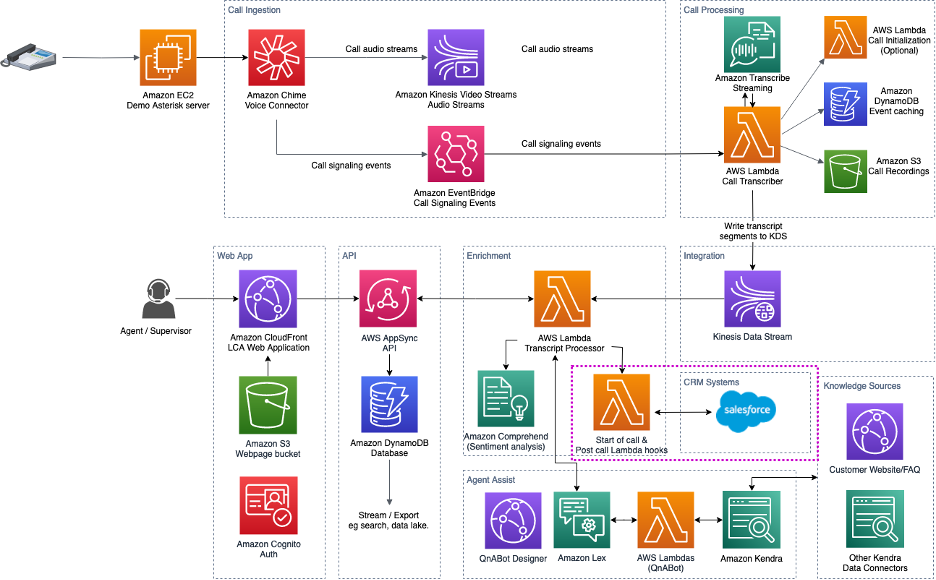 Call Ingestion
Call Processing
Amazon EC2
Demo Asterisk server
Amazon Chime
Voice Connector
Call audio streams
Amazon Kinesis Video Streams
Audio Streams
Call audio streams
Call signaling events
Amazon EventBridge
Call Signaling Events
Call signaling events
Amazon Transcribe
Streaming
AWS Lambda
Call Initialization
(Optional)
Amazon
DynamoDB
Event caching
AWS Lambda
Call Transcriber
Amazon S3
Call Recordings
Write transcript
segments to KDS
Web App
API
Enrichment
Integration
Agent / Supervisor
Amazon CloudFront
LCA Web Application
AWS AppSync
API
AWS Lambda
Transcript Processor
Kinesis Data Stream
Amazon S3
Webpage bucket
Amazon DynamoDB
Database
Amazon Comprehend
(Sentiment analysis)
Start of call &
Post call Lambda hooks
CRM Systems
salesforce
Knowledge Sources
Customer Website/FAQ
Amazon Cognito
Auth
Stream / Export
eg search, data lake.
Agent Assist
QnABot Designer
Amazon Lex
AWS Lambdas
(QnABot)
Amazon Kendra
Other Kendra
Data Connectors